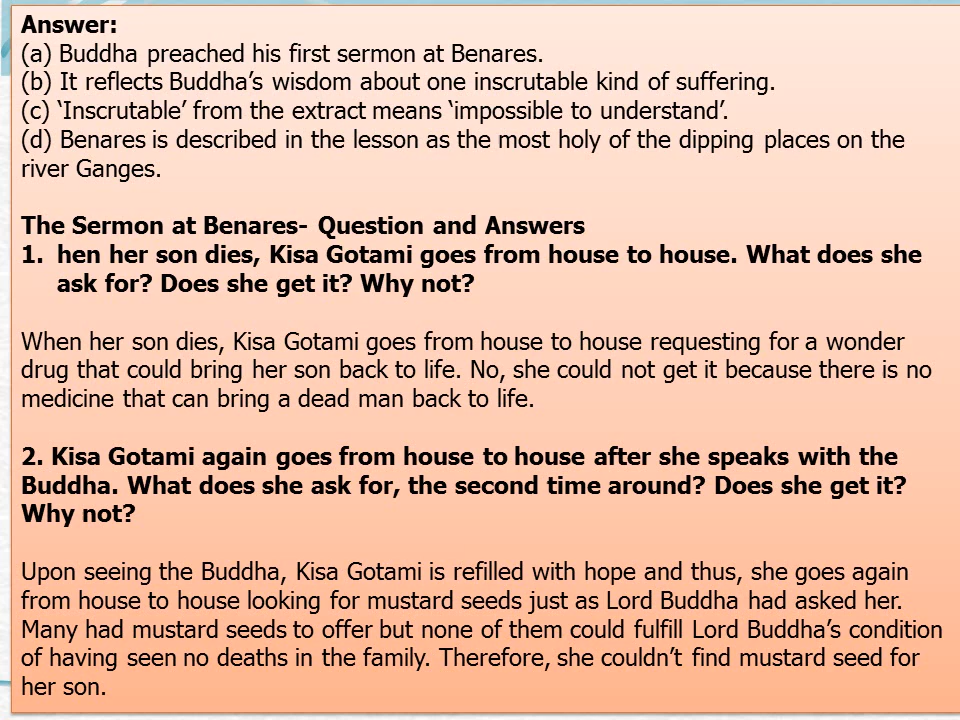 Answer:
(a) Buddha preached his first sermon at Benares.
(b) It reflects Buddha’s wisdom about one inscrutable kind of suffering.
(c) ‘Inscrutable’ from the extract means ‘impossible to understand’.
(d) Benares is described in the lesson as the most holy of the dipping places on the
river Ganges.
The Sermon at Benares- Question and Answers
1. hen her son dies, Kisa Gotami goes from house to house. What does she
ask for? Does she get it? Why not?
When her son dies, Kisa Gotami goes from house to house requesting for a wonder
drug that could bring her son back to life. No, she could not get it because there is no
medicine that can bring a dead man back to life.
2. Kisa Gotami again goes from house to house after she speaks with the
Buddha. What does she ask for, the second time around? Does she get it?
Why not?
Upon seeing the Buddha, Kisa Gotami is refilled with hope and thus, she goes again
from house to house looking for mustard seeds just as Lord Buddha had asked her.
Many had mustard seeds to offer but none of them could fulfill Lord Buddha’s condition
of having seen no deaths in the family. Therefore, she couldn’t find mustard seed for
her son.